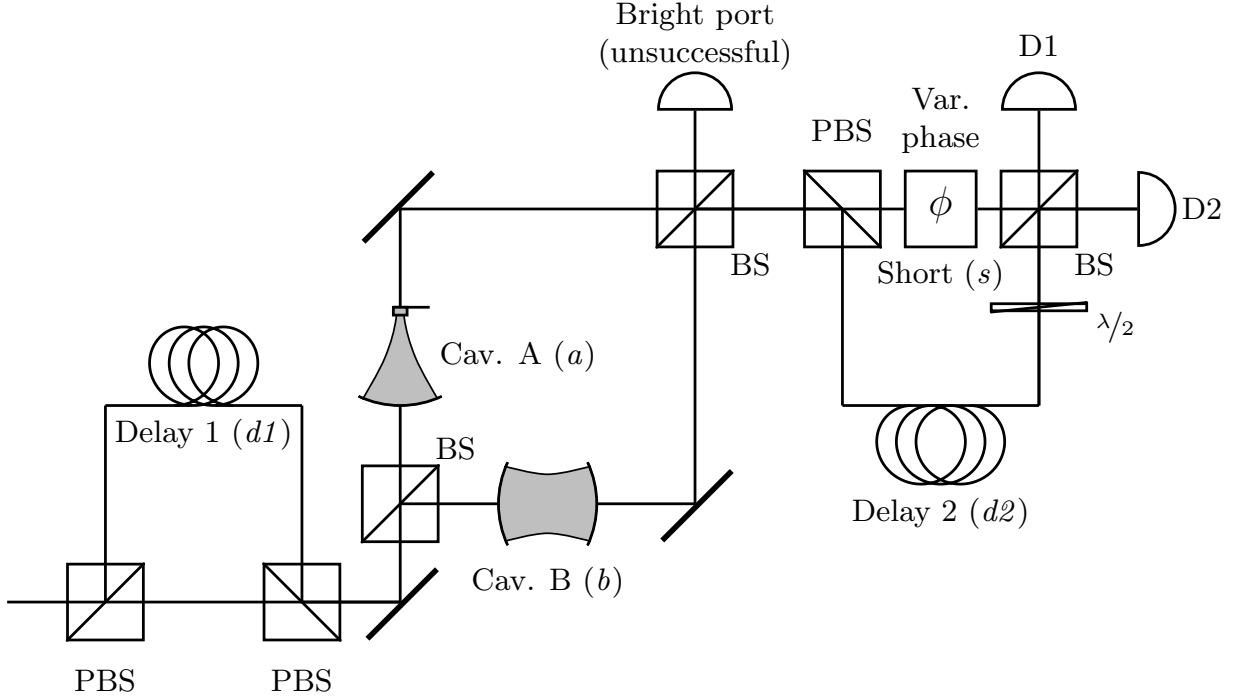 Bright port
(unsuccessful)
D1
Var.
phase
PBS
ϕ
D2
BS
Short (s)
BS
λ/2
Cav. A (a)
Delay 1 (d1)
BS
Delay 2 (d2)
Cav. B (b)
PBS
PBS